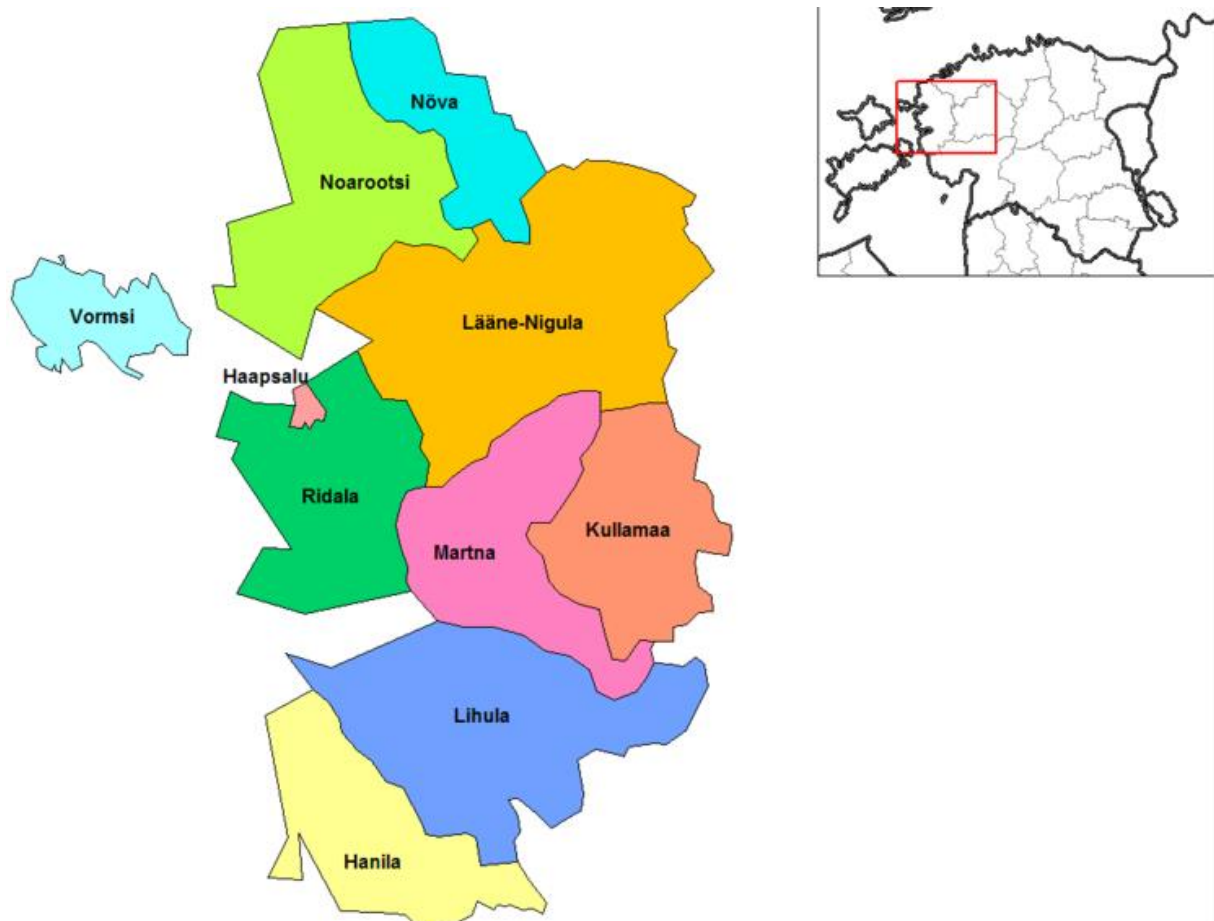 Nõva
Noarootsi
Vormsi
Lääne-Nigula
Haapsalu
Ridala
Kullamaa
Martna
Lihula
Hanila